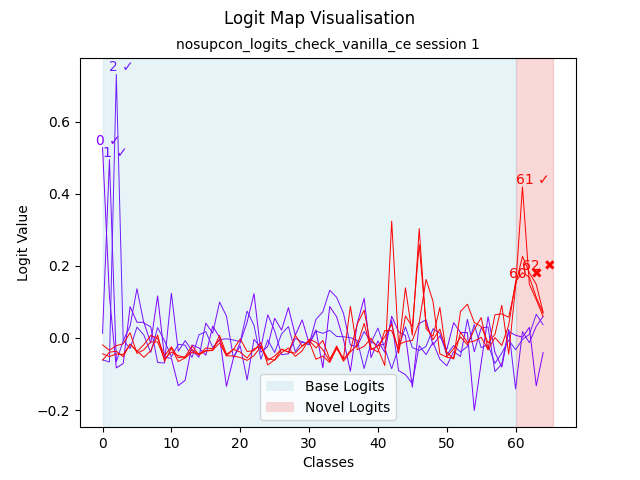 Logit Map Visualisation
nosupcon_logits_check_vanilla_ce session 1
2 ✓
0 ✓
1 ✓
61 ✓
62 ✖
60 ✖
0.6
0.4
0.2
0.0
−0.2
Logit Value
Base Logits
Novel Logits
0 10 20 30 40 50 60
Classes